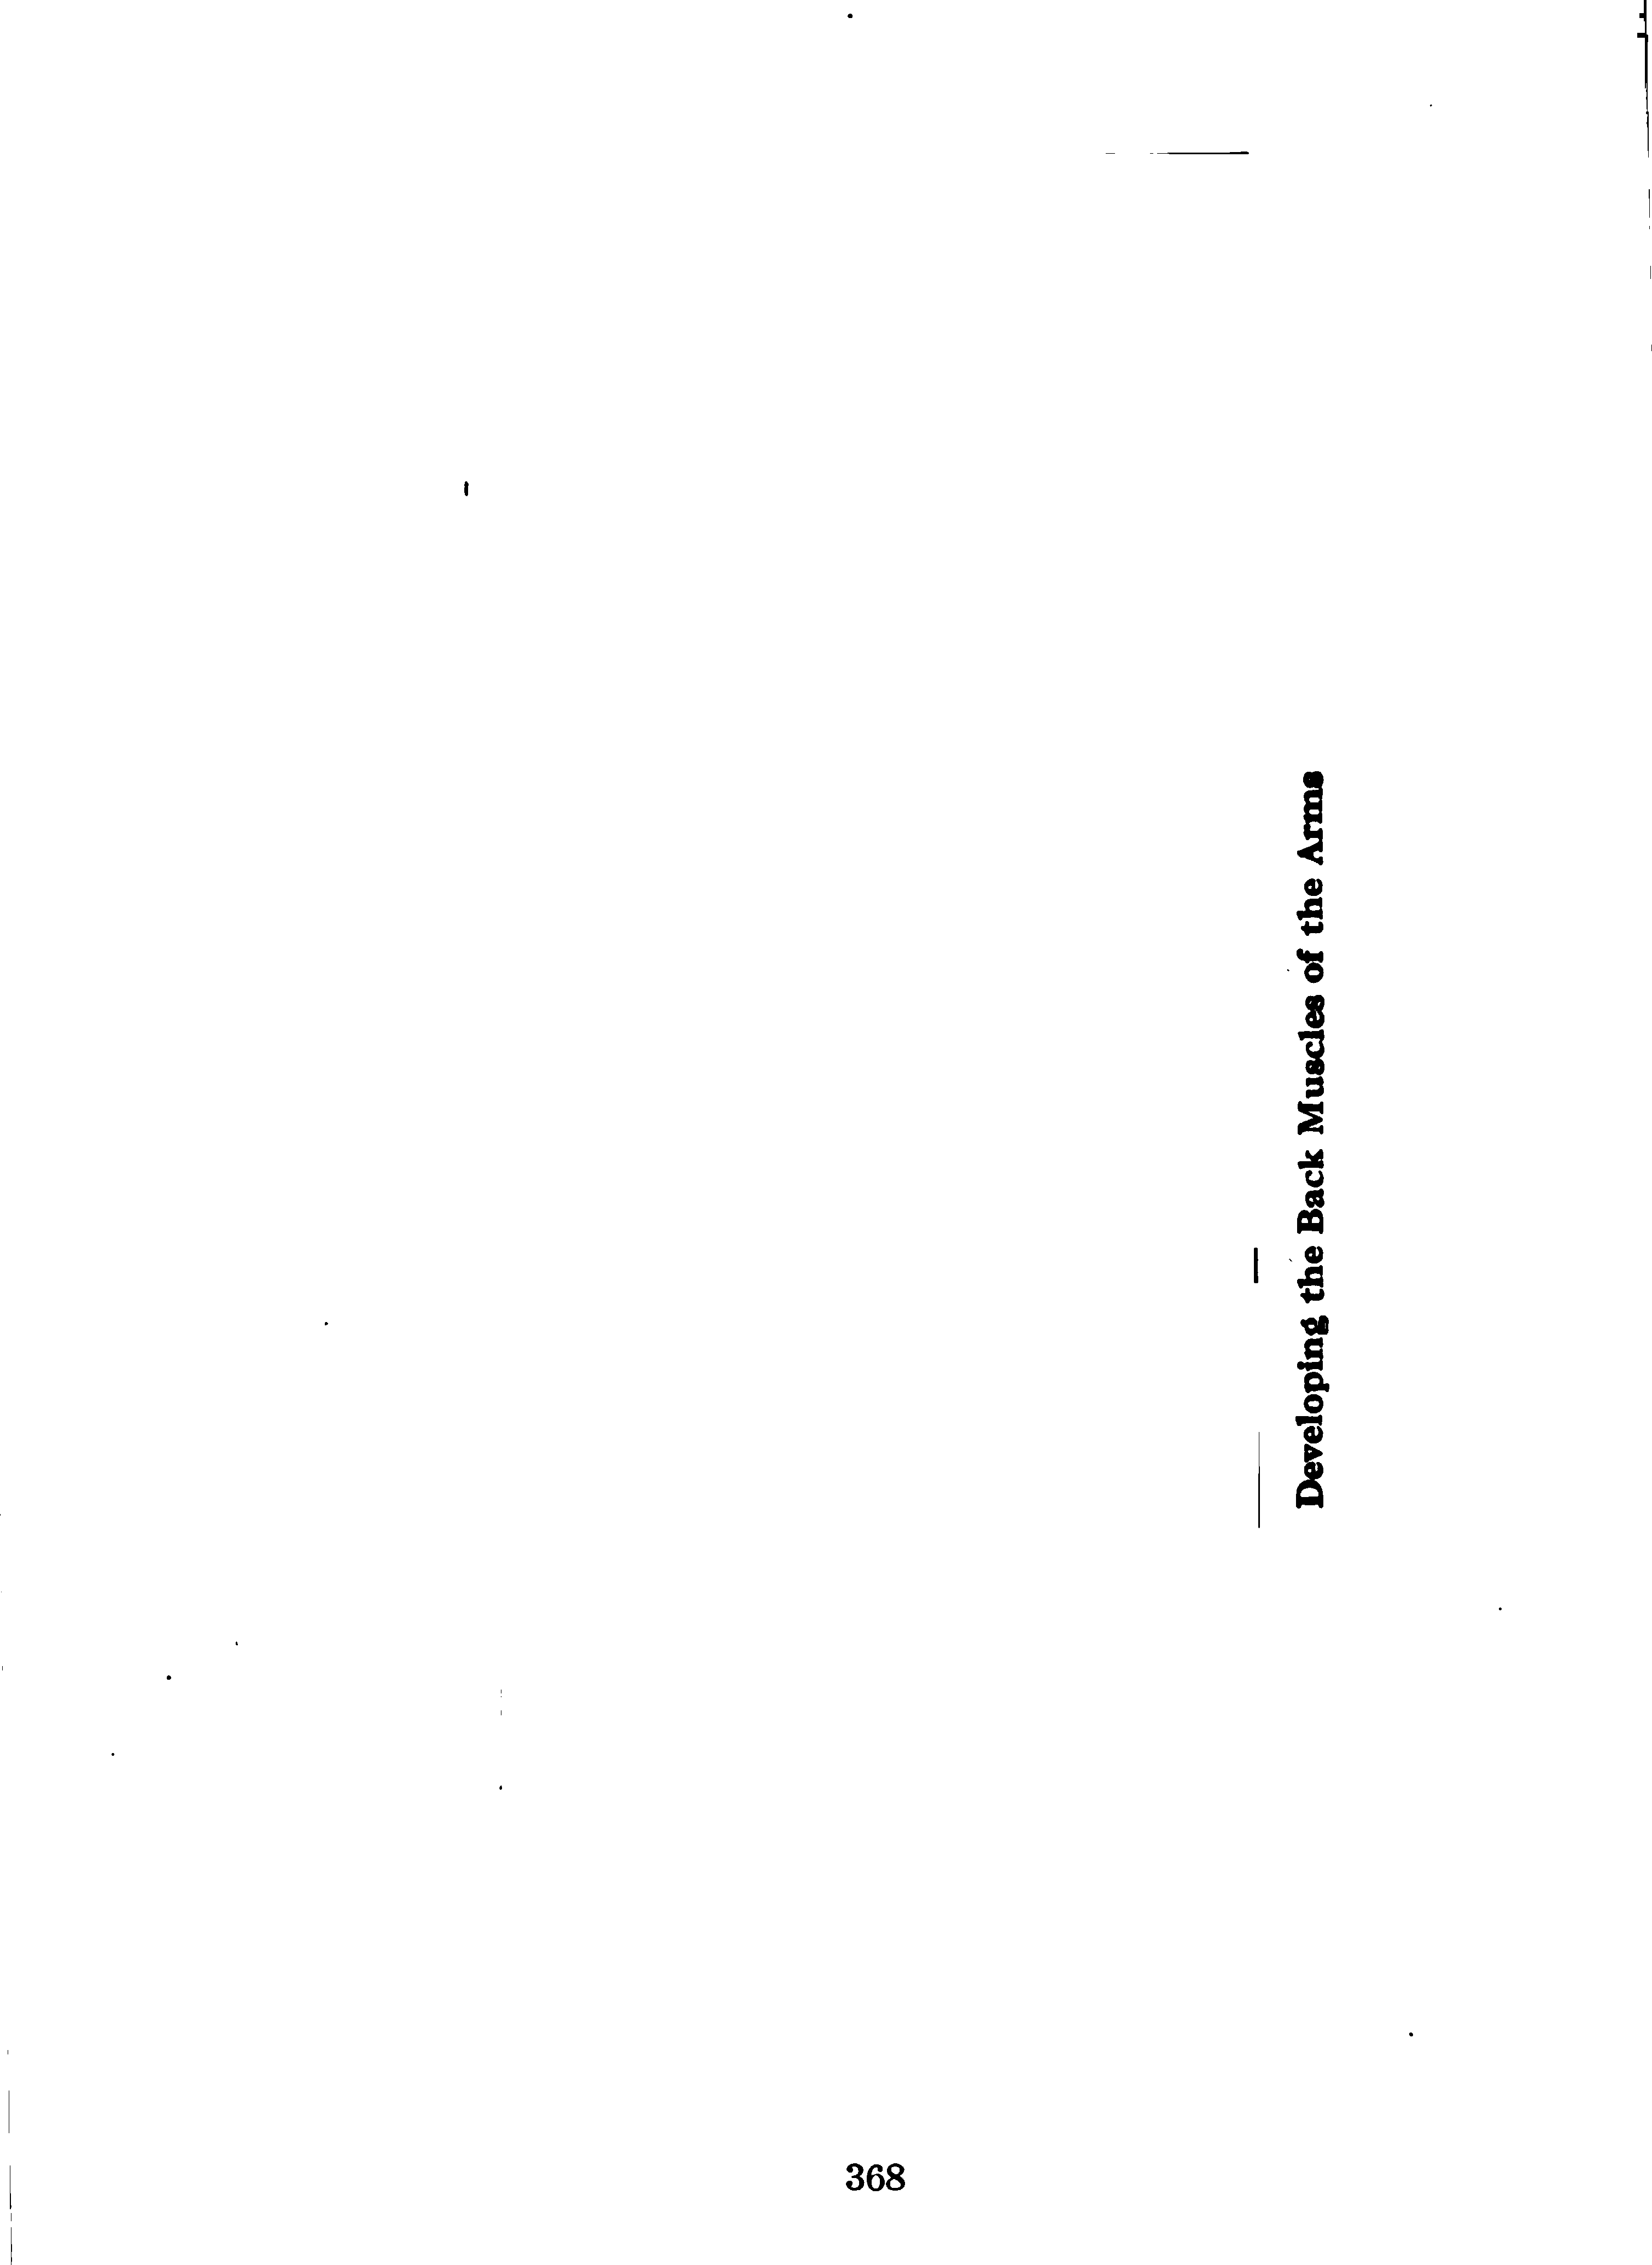 Developing the Back Muscles of the Arms
368